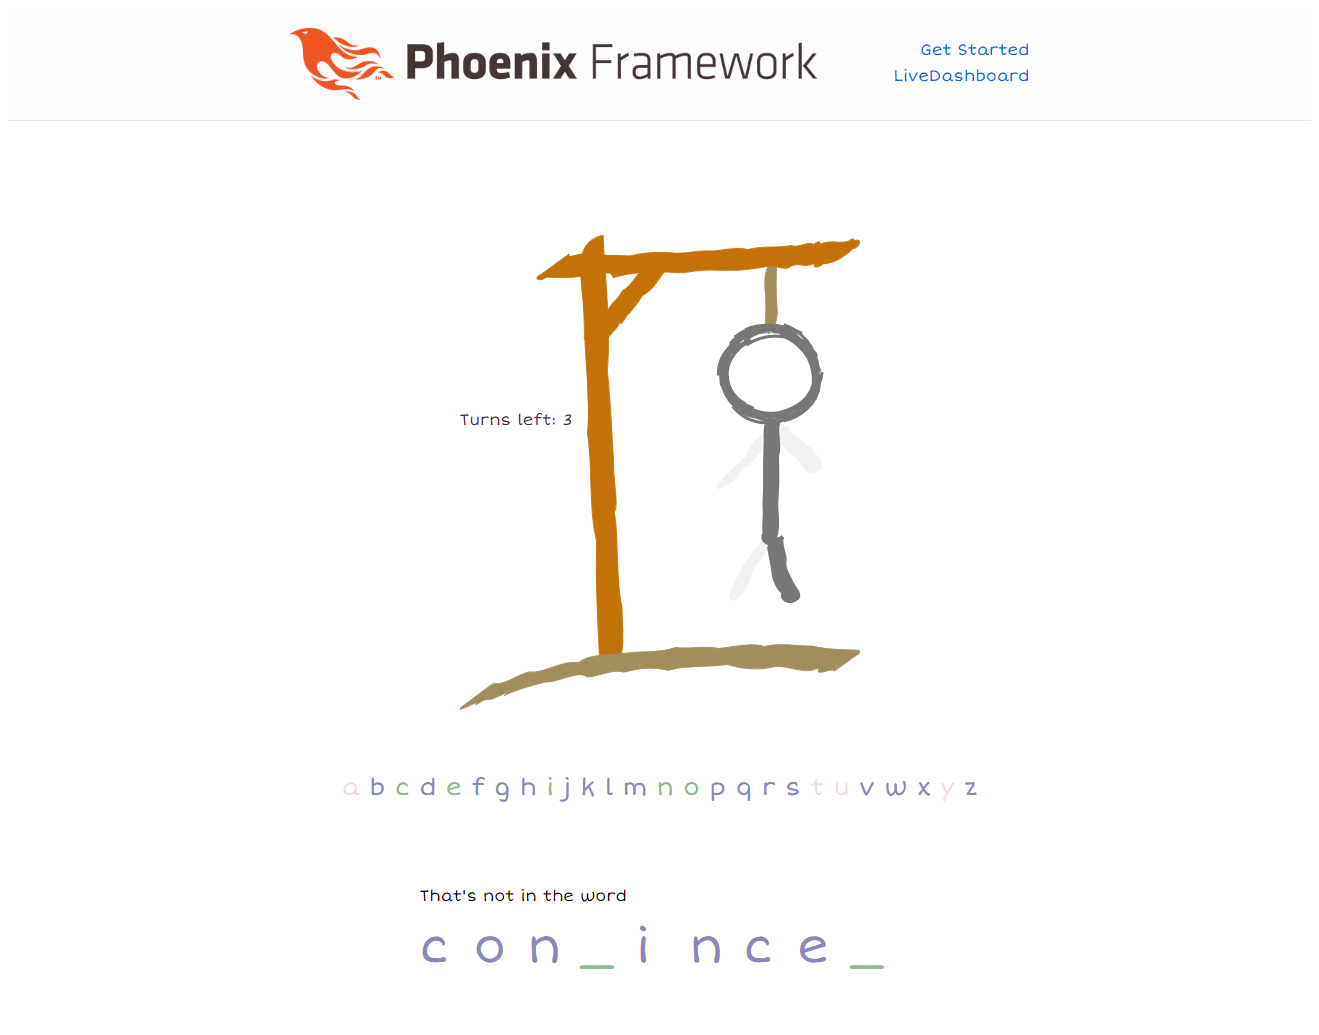 Phoenix Framework
Get Started
LiveDashboard
Turns left: 3
a b c d e f g h i j k l m n o p q r s t u v w x y z
That's not in the word
c o n _ i n c e _